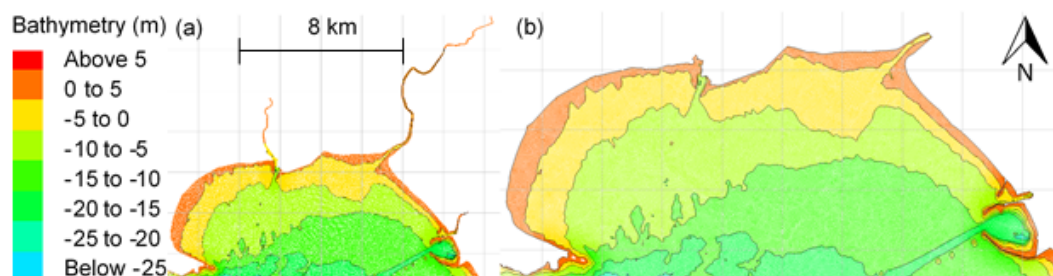 Bathymetry (m)
Above 5
0 to 5
-5 to 0
-10 to -5
-15 to -10
-20 to -15
-25 to -20
Below -25
(a)
8 km
(b)
N